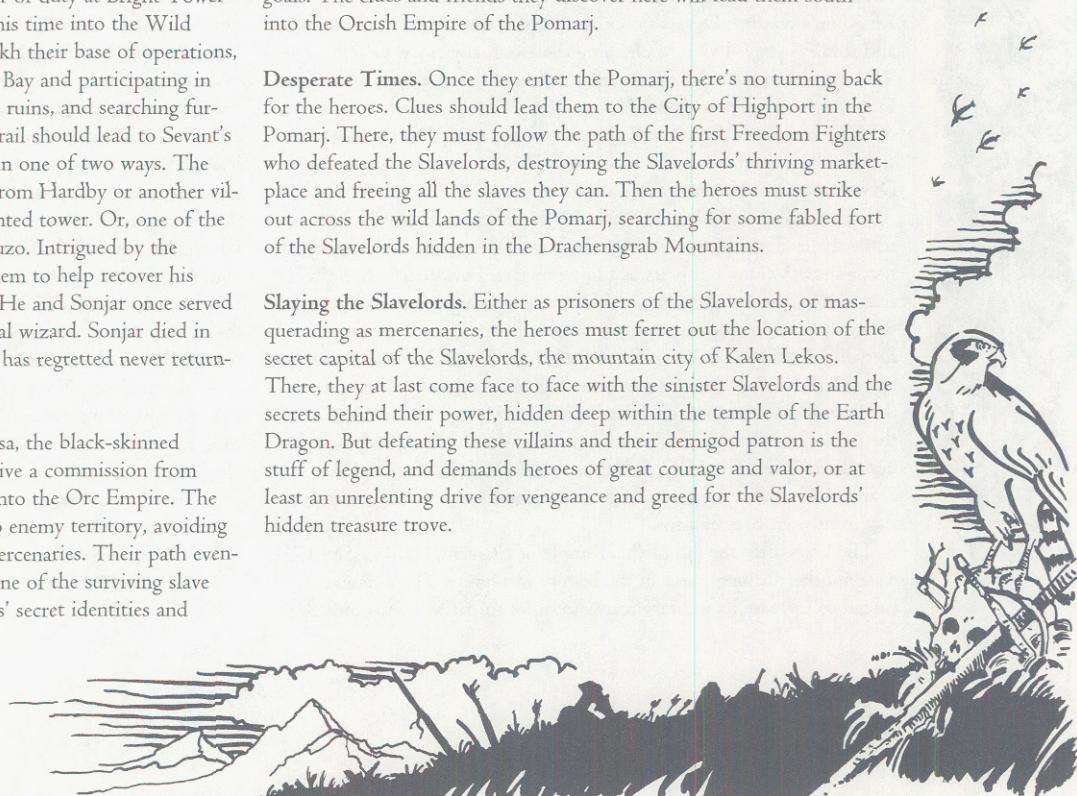 his time into the Wild
kh their base of operations,
Bay and participating in
ruins, and searching fur-
rail should lead to Sevant's
n one of two ways. The
rom Hardby or another vil-
nted tower. Or, one of the
uzo. Intrigued by the
em to help recover his
He and Sonjar once served
al wizard. Sonjar died in
has regretted never return-
sa, the black-skinned
ive a commission from
nto the Orc Empire. The
o enemy territory, avoiding
ercenaries. Their path even-
ne of the surviving slave
s' secret identities and
goals. The clues and friends they discover here will lead them south
into the Orcish Empire of the Pomarj.
Desperate Times. Once they enter the Pomarj, there's no turning back
for the heroes. Clues should lead them to the City of Highport in the
Pomarj. There, they must follow the path of the first Freedom Fighters
who defeated the Slavelords, destroying the Slavelords' thriving market-
place and freeing all the slaves they can. Then the heroes must strike
out across the wild lands of the Pomarj, searching for some fabled fort
of the Slavelords hidden in the Drachensgrab Mountains.
Slaying the Slavelords. Either as prisoners of the Slavelords, or mas-
querading as mercenaries, the heroes must ferret out the location of the
secret capital of the Slavelords, the mountain city of Kalen Lekos.
There, they at last come face to face with the sinister Slavelords and the
secrets behind their power, hidden deep within the temple of the Earth
Dragon. But defeating these villains and their demigod patron is the
stuff of legend, and demands heroes of great courage and valor, or at
least an unrelenting drive for vengeance and greed for the Slavelords'
hidden treasure trove.